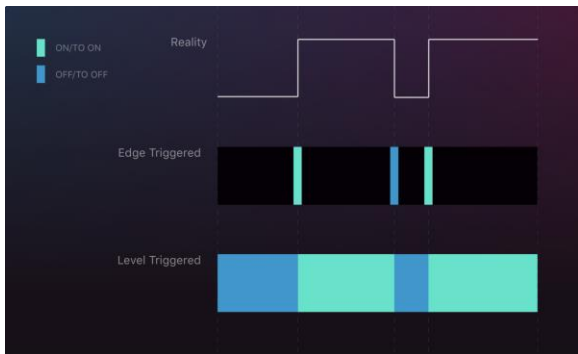 ON/TO ON
OFF/TO OFF
Reality
Edge Triggered
Level Triggered